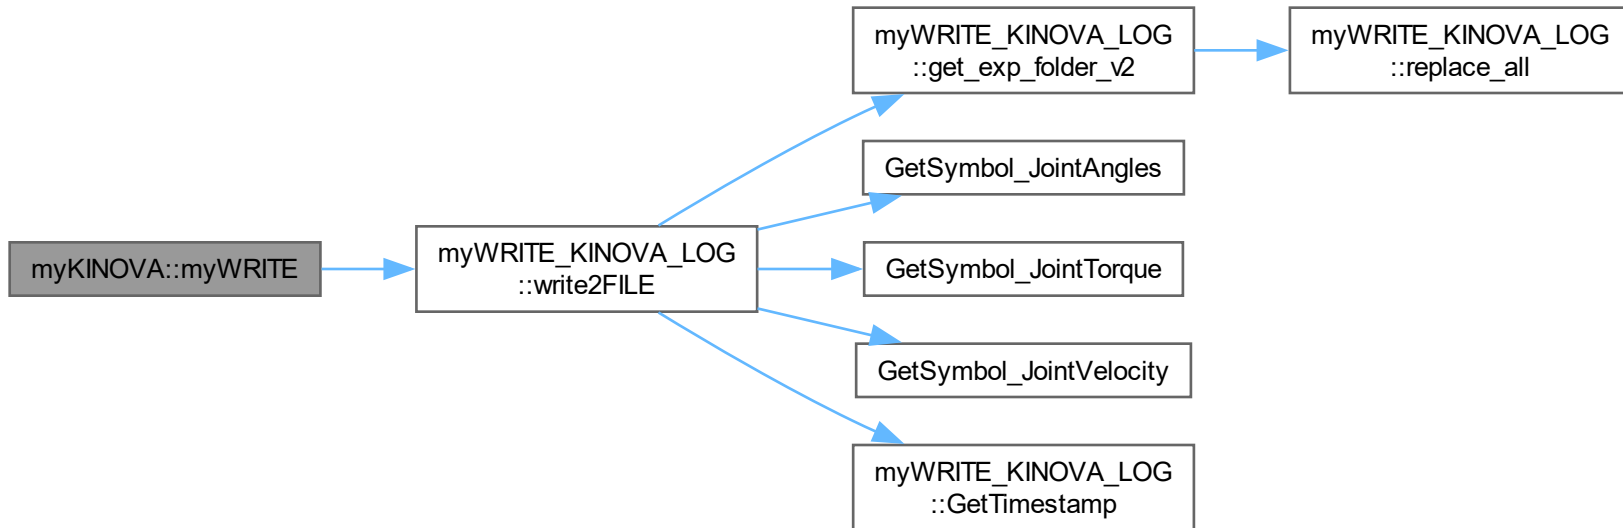 myKINOVA::myWRITE
myWRITE_KINOVA_LOG
::write2FILE
myWRITE_KINOVA_LOG
::get_exp_folder_v2
myWRITE_KINOVA_LOG
::replace_all
GetSymbol_JointAngles
GetSymbol_JointTorque
GetSymbol_JointVelocity
myWRITE_KINOVA_LOG
::GetTimestamp